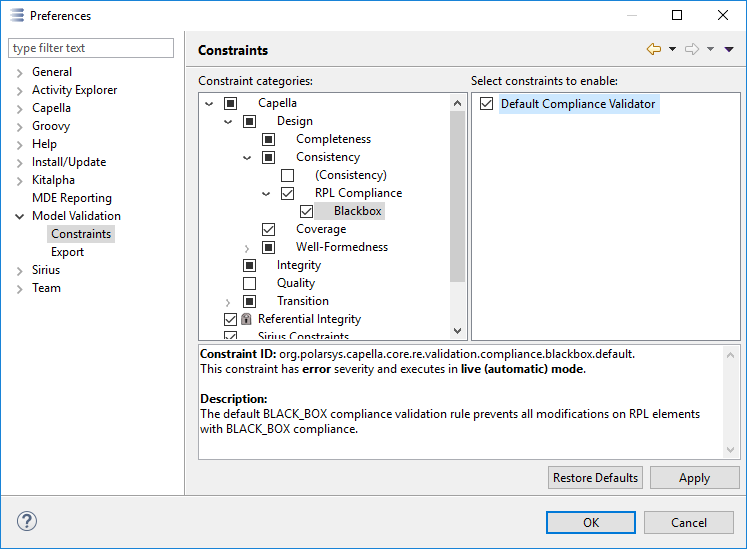 Preferences
type filter text
General
Activity Explorer
Capella
Groovy
Help
Install/Update
Kitalpha
MDE Reporting
Model Validation
Constraints
Export
Sirius
Team
Constraints
Constraint categories:
Capella
Design
Completeness
Consistency
(Consistency)
RPL Compliance
Blackbox
Coverage
Well-Formedness
Integrity
Quality
Transition
Referential Integrity
Sirius Constraints
Select constraints to enable:
Default Compliance Validator
Constraint ID: org.polarsys.capella.core.re.validation.compliance.blackbox.default.
This constraint has error severity and executes in live (automatic) mode.
Description:
The default BLACK_BOX compliance validation rule prevents all modifications on RPL elements
with BLACK_BOX compliance.
Restore Defaults
Apply
?
OK
Cancel